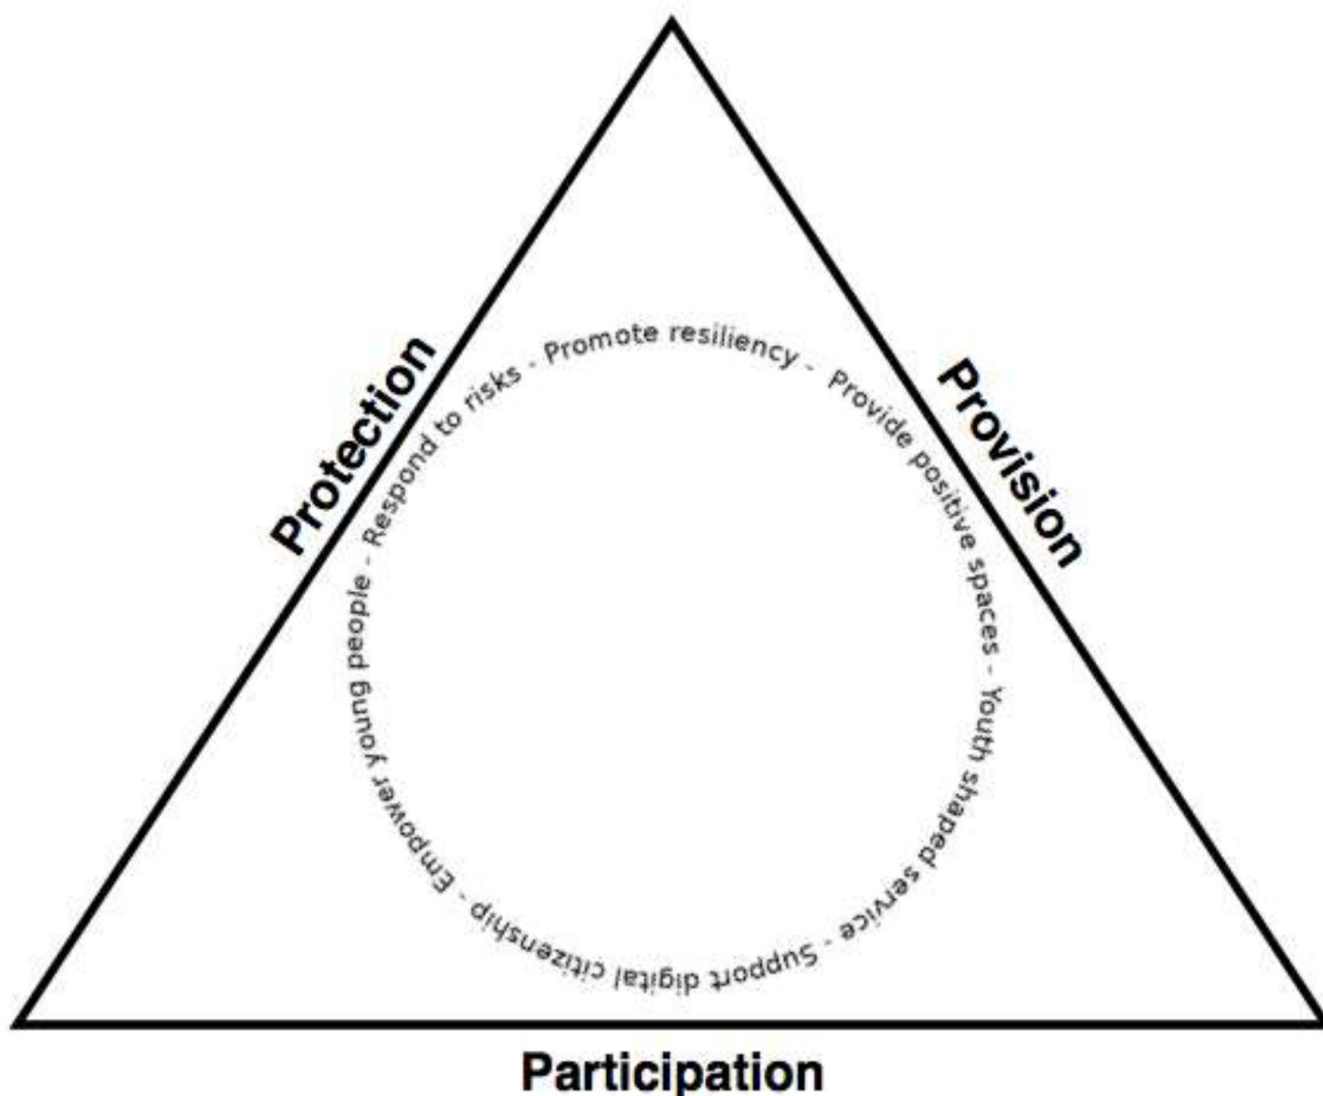 Protection
Provision
Respond to risks - Promote resiliency - Provide positive spaces - Youth shaped service - Support digital citizenship - Empower young people -
Participation